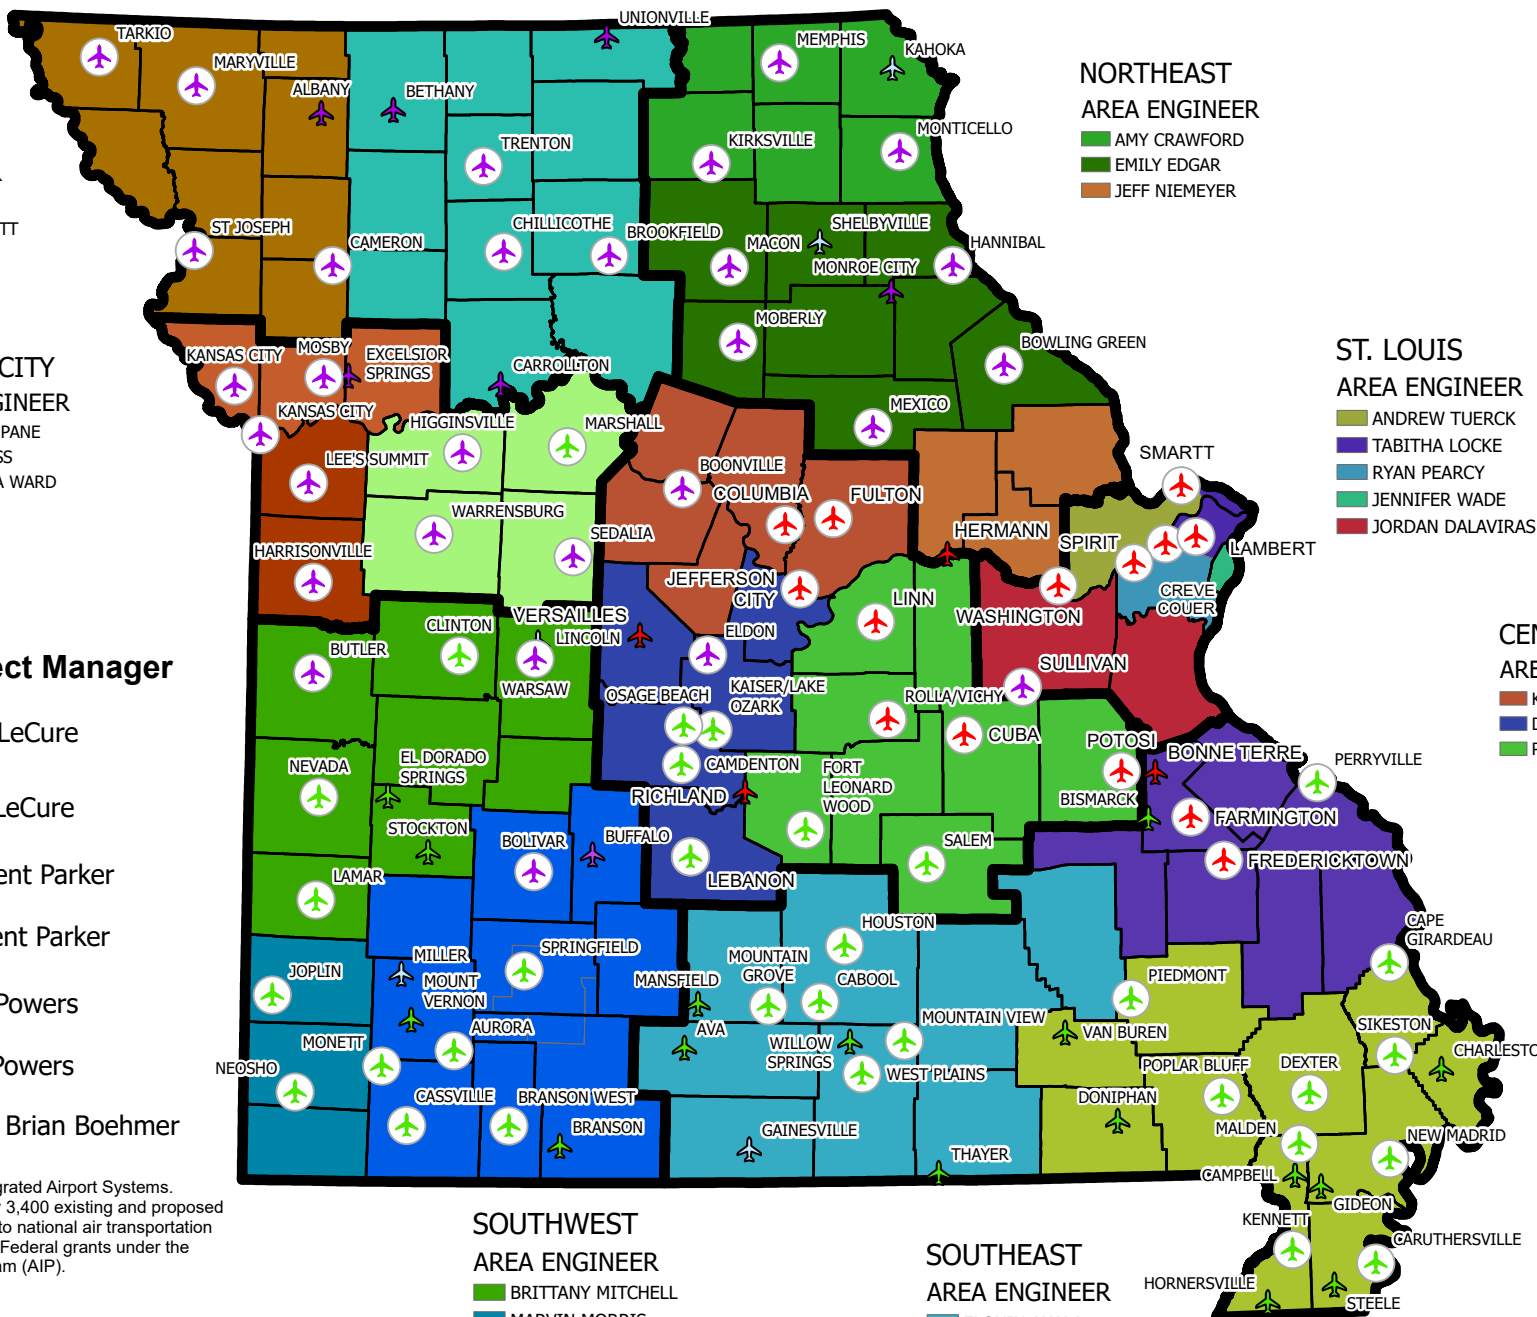 UNIONVILLE
TARKIO
MEMPHIS
KAHOKA
MARYVILLE
ALBANY
BETHANY
NORTHEAST
AREA ENGINEER
AMY CRAWFORD
EMILY EDGAR
JEFF NIEMEYER
TRENTON
KIRKSVILLE
MONTICELLO
TT
ST JOSEPH
CAMERON
CHILLICOTHE
BROOKFIELD
MACON
SHELBYVILLE
MONROE CITY
HANNIBAL
MOBERLY
BOWLING GREEN
KANSAS CITY
MOSBY
EXCELSIOR
SPRINGS
CARROLLTON
CITY
GINEER
PANE
SS
A WARD
ST. LOUIS
AREA ENGINEER
ANDREW TUERCK
TABITHA LOCKE
RYAN PEARCY
JENNIFER WADE
JORDAN DALAVIRAS
KANSAS CITY
HIGGINSVILLE
MARSHALL
MEXICO
LEE'S SUMMIT
BOONVILLE
COLUMBIA
FULTON
SMARTT
WARRENSBURG
SEDALIA
HARRISONVILLE
HERMANN
SPIRIT
LAMBERT
JEFFERSON
CITY
CREVE
COUER
VERSAILLES
LINN
WASHINGTON
CLINTON
LINCOLN
ELDON
BUTLER
WARSAW
SULLIVAN
OSAGE BEACH
KAISER/LAKE
OZARK
ROLLA/VICHY
CUBA
POTOSI
BONNE TERRE
PERRYVILLE
CEN
ARE
ect Manager
LeCure
LeCure
ent Parker
ent Parker
Powers
Powers
Brian Boehmer
NEVADA
EL DORADO
SPRINGS
CAMDENTON
RICHLAND
FORT
LEONARD
WOOD
BISMARCK
FARMINGTON
STOCKTON
BOLIVAR
BUFFALO
SALEM
FREDERICKTOWN
LAMAR
LEBANON
HOUSTON
CAPE
GIRARDEAU
JOPLIN
MILLER
SPRINGFIELD
MOUNT
VERNON
MANSFIELD
MOUNTAIN
GROVE
CABOOL
PIEDMONT
MONETT
AURORA
AVA
WILLOW
SPRINGS
MOUNTAIN VIEW
VAN BUREN
SIKESTON
NEOSHO
WEST PLAINS
POPLAR BLUFF
DEXTER
CHARLESTO
CASSVILLE
BRANSON WEST
BRANSON
GAINESVILLE
DONIPHAN
MALDEN
NEW MADRID
THAYER
CAMPBELL
GIDEON
KENNETT
CARUTHERSVILLE
HORNERSVILLE
STEELE
grated Airport Systems.
3,400 existing and proposed
to national air transportation
Federal grants under the
am (AIP).
SOUTHWEST
AREA ENGINEER
BRITTANY MITCHELL
MARVIN MORRIS
SOUTHEAST
AREA ENGINEER